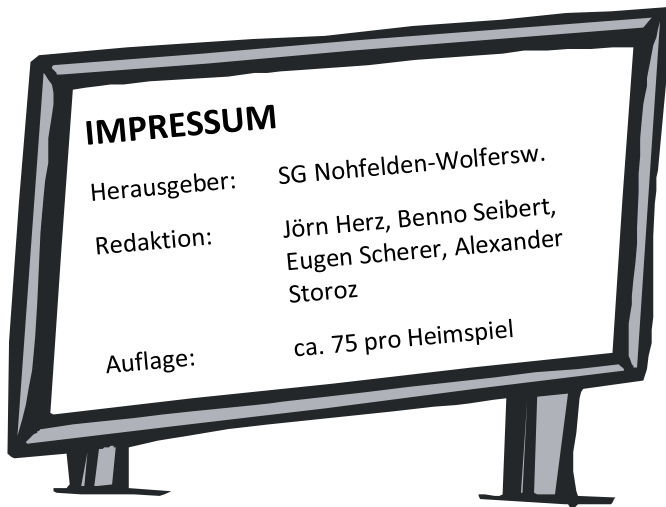 IMPRESSUM
Herausgeber: SG Nohfelden-Wolfersw.
Redaktion: Jörn Herz, Benno Seibert,
Eugen Scherer, Alexander
Storoz
Auflage: ca. 75 pro Heimspiel